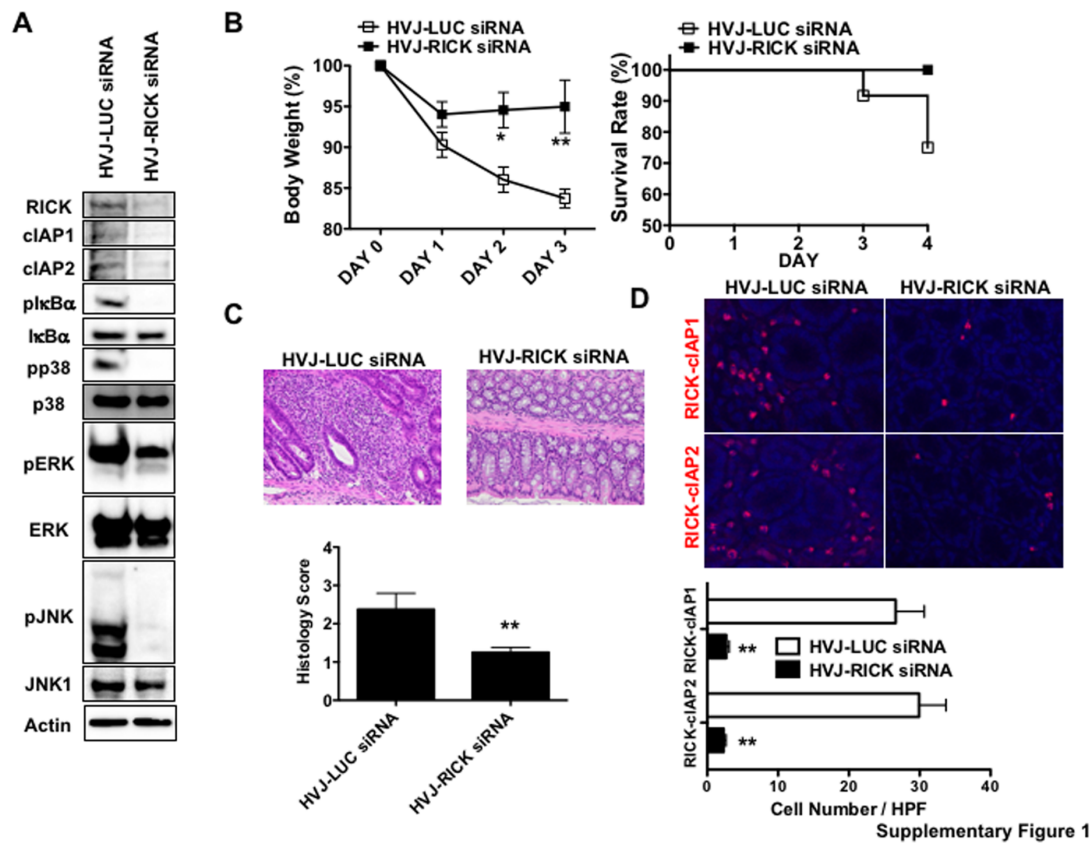 A
HVJ-LUC siRNA
HVJ-RICK siRNA
RICK
cIAP1
cIAP2
pIκBα
IκBα
pp38
p38
pERK
ERK
pJNK
JNK1
Actin
B
HVJ-LUC siRNA
HVJ-RICK siRNA
Body Weight (%)
100
95
90
85
80
*
**
DAY 0
DAY 1
DAY 2
DAY 3
HVJ-LUC siRNA
HVJ-RICK siRNA
Survival Rate (%)
100
90
80
70
60
50
0
1
2
3
4
DAY
C
HVJ-LUC siRNA
HVJ-RICK siRNA
Histology Score
4
3
2
1
0
**
HVJ-LUC siRNA
HVJ-RICK siRNA
D
HVJ-LUC siRNA
HVJ-RICK siRNA
RICK-cIAP1
RICK-cIAP2
RICK-cIAP2 RICK-cIAP1
**
**
HVJ-LUC siRNA
HVJ-RICK siRNA
0
10
20
30
40
Cell Number / HPF
Supplementary Figure 1